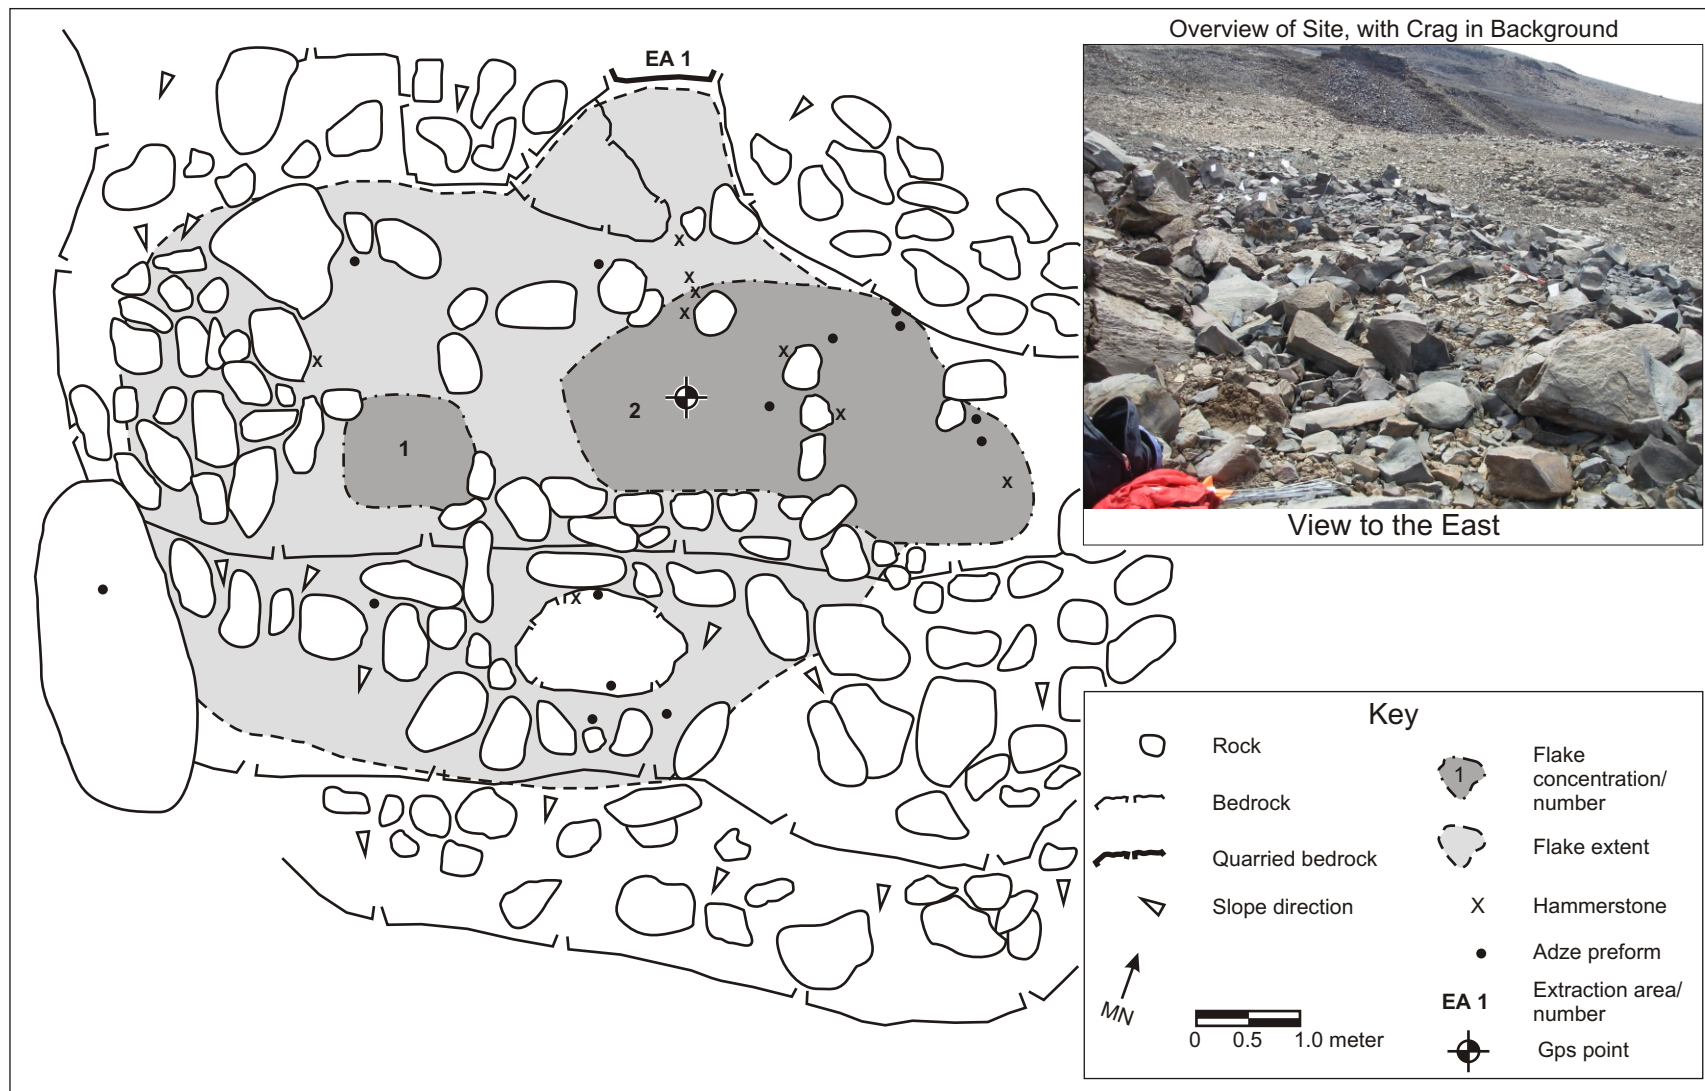 EA 1
Overview of Site, with Crag in Background
View to the East
x
x
x
x
x
x
x
x
x
1
2
Key
Rock
Bedrock
Quarried bedrock
Slope direction
MN
0 0.5 1.0 meter
1
Flake
concentration/
number
Flake extent
X
Hammerstone
Adze preform
EA 1
Extraction area/
number
Gps point